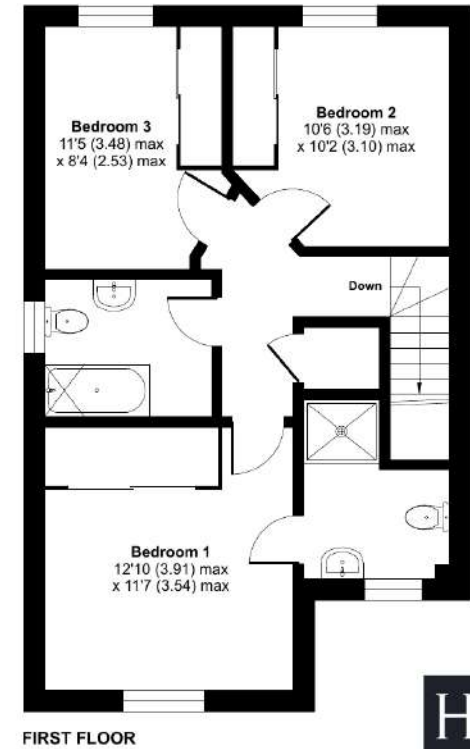 Bedroom 3
11'5 (3.48) max
x 8'4 (2.53) max
Bedroom 2
10'6 (3.19) max
x 10'2 (3.10) max
Down
Bedroom 1
12'10 (3.91) max
x 11'7 (3.54) max
FIRST FLOOR
H